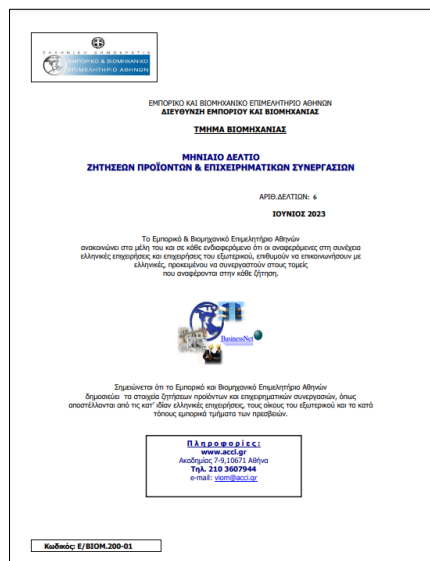 ΕΛΛΗΝΙΚΗ ΔΗΜΟΚΡΑΤΙΑ
ΕΜΠΟΡΙΚΟ & ΒΙΟΜΗΧΑΝΙΚΟ
ΕΠΙΜΕΛΗΤΗΡΙΟ ΑΘΗΝΩΝ
ΕΜΠΟΡΙΚΟ ΚΑΙ ΒΙΟΜΗΧΑΝΙΚΟ ΕΠΙΜΕΛΗΤΗΡΙΟ ΑΘΗΝΩΝ
ΔΙΕΥΘΥΝΣΗ ΕΜΠΟΡΙΟΥ ΚΑΙ ΒΙΟΜΗΧΑΝΙΑΣ
ΤΜΗΜΑ ΒΙΟΜΗΧΑΝΙΑΣ
ΜΗΝΙΑΙΟ ΔΕΛΤΙΟ
ΖΗΤΗΣΕΩΝ ΠΡΟΪΟΝΤΩΝ & ΕΠΙΧΕΙΡΗΜΑΤΙΚΩΝ ΣΥΝΕΡΓΑΣΙΩΝ
ΑΡΙΘ.ΔΕΛΤΙΩΝ: 6
ΙΟΥΝΙΟΣ 2023
Το Εμπορικό & Βιομηχανικό Επιμελητήριο Αθηνών
ανακοινώνει στα μέλη του και σε κάθε ενδιαφερόμενο ότι οι αναφερόμενες στη συνέχεια
ελληνικές επιχειρήσεις και επιχειρήσεις του εξωτερικού, επιθυμούν να επικοινωνήσουν με
ελληνικές, προκειμένου να συνεργαστούν στους τομείς
που αναφέρονται στην κάθε ζήτηση.
BusinessNet
Σημειώνεται ότι το Εμπορικό και Βιομηχανικό Επιμελητήριο Αθηνών
δημοσιεύει τα στοιχεία ζητήσεων προϊόντων και επιχειρηματικών συνεργασιών, όπως
αποστέλλονται από τις κατ' ιδίαν ελληνικές επιχειρήσεις, τους οίκους του εξωτερικού και τα κατά
τόπους εμπορικά τμήματα των πρεσβειών.
Πληροφορίες:
www.acci.gr
Ακαδημίας 7-9,10671 Αθήνα
Τηλ. 210 3607944
e-mail: viom@acci.gr
Κωδικός: Ε/ΒΙΟΜ.200-01